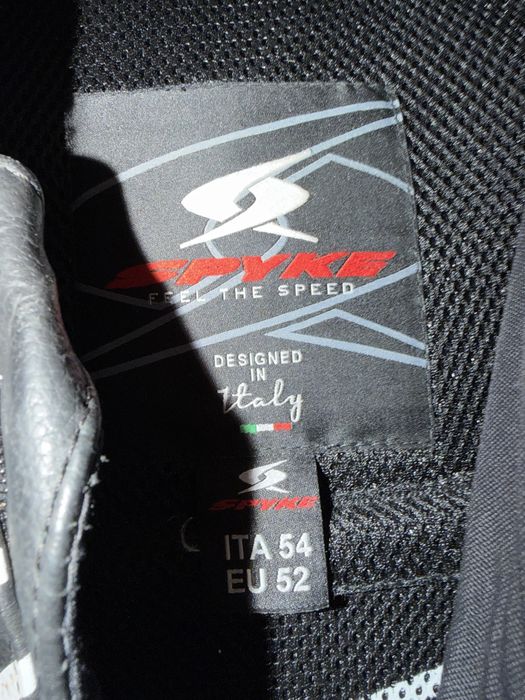 SPYKE
FEEL THE SPEED
DESIGNED
IN
Italy
SPYKE
ITA 54
EU 52